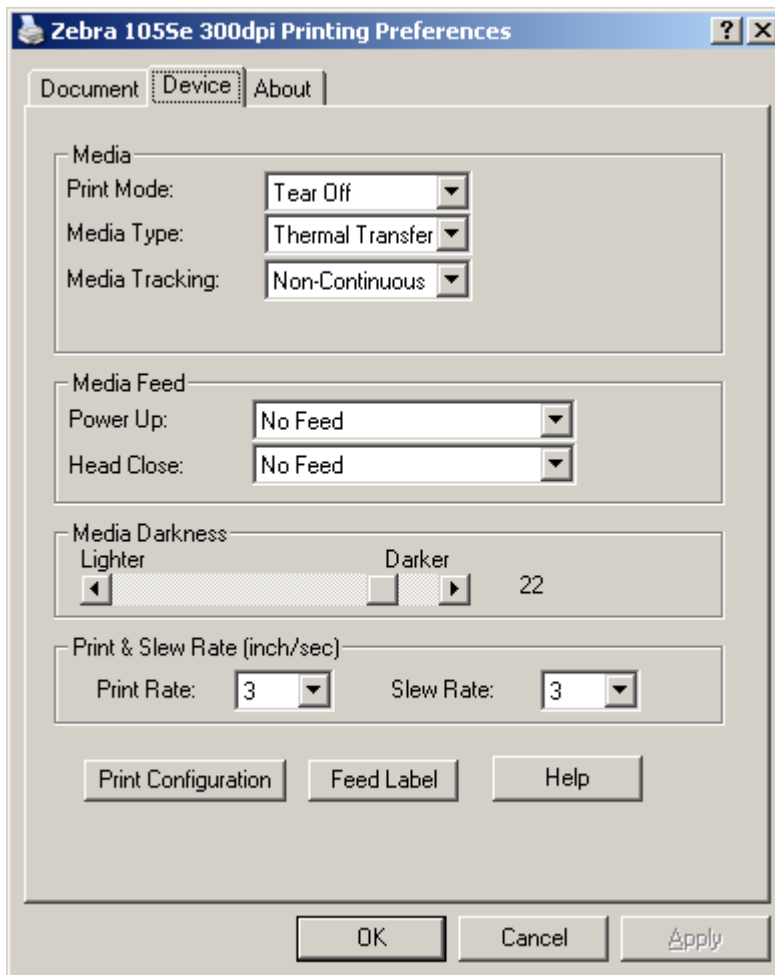 Zebra 105Se 300dpi Printing Preferences
Document Device About
Media
Print Mode: Tear Off
Media Type: Thermal Transfer
Media Tracking: Non-Continuous
Media Feed
Power Up: No Feed
Head Close: No Feed
Media Darkness
Lighter Darker
22
Print & Slew Rate (inch/sec)
Print Rate: 3 Slew Rate: 3
Print Configuration Feed Label Help
OK Cancel Apply